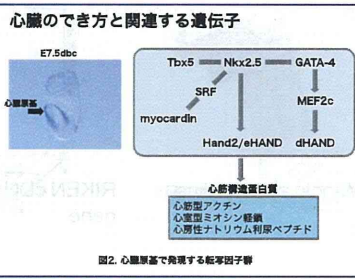 心臓のでき方と関連する遺伝子
E7.5dbc
心臓原基
Tbx5 Nkx2.5 GATA-4
SRF
MEF2c
myocardin
Hand2/eHAND dHAND
心筋構造蛋白質
心筋型アクチン
心室型ミオシン軽鎖
心房性ナトリウム利尿ペプチド
図2. 心臓原基で発現する転写因子群